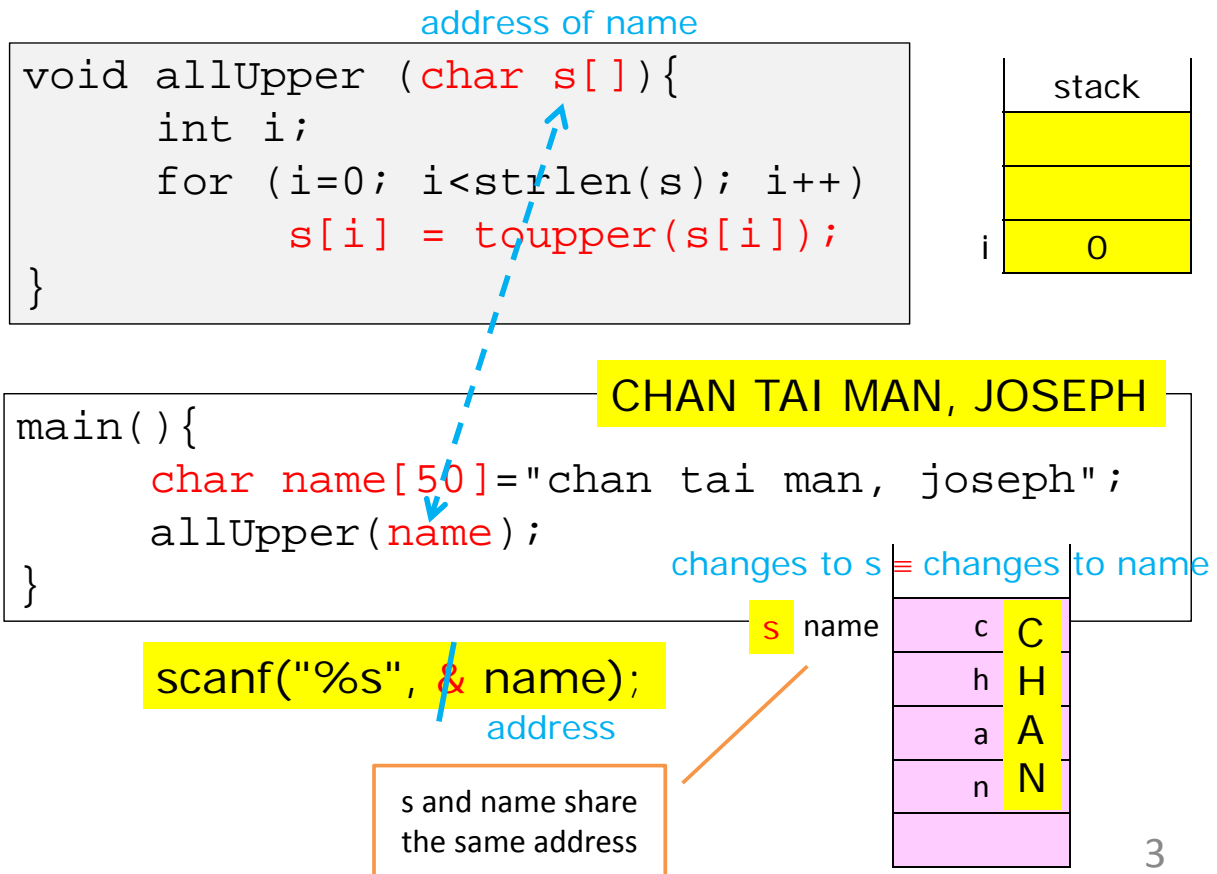 address of name
void allUpper (char s[]){
int i;
for (i=0; i<strlen(s); i++)
s[i] = toupper(s[i]);
}
stack
i 0
CHAN TAI MAN, JOSEPH
main(){
char name[50]="chan tai man, joseph";
allUpper(name);
}
changes to s ≡ changes to name
s name
c C
h H
a A
n N
scanf("%s", & name);
address
s and name share
the same address
3